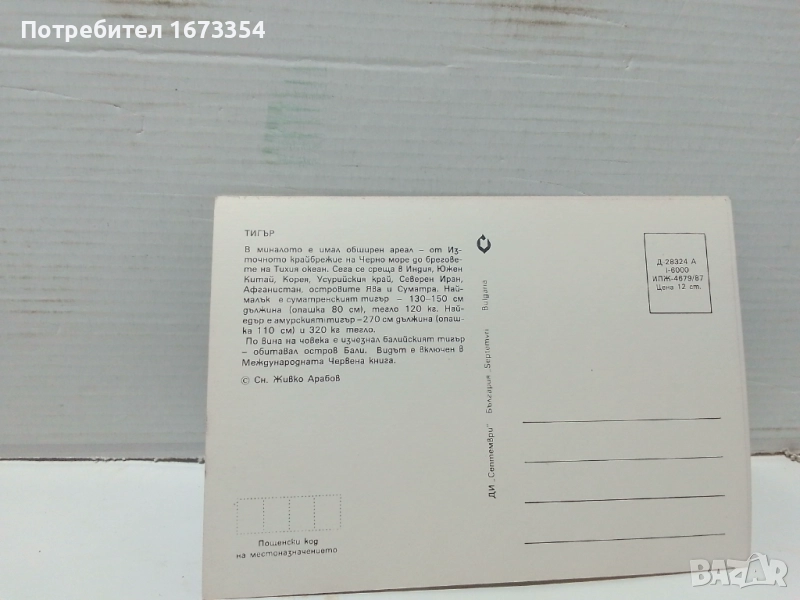 Потребител 1673354
ТИГЪР
В миналото е имал обширен ареал – от Из-
точното крайбрежие на Черно море до брегове-
те на Тихия океан. Сега се среща в Индия, Южен
Китай, Корея, Усурийския край, Северен Иран,
Афганистан, островите Ява и Суматра. Най-
малък е суматренският тигър – 130-150 см
дължина (опашка 80 см), тегло 120 кг. Най-
едър е амурският тигър –270 см дължина (опаш-
ка 110 см) и 320 кг тегло.
По вина на човека е изчезнал балийският тигър
– обитавал остров Бали. Видът е включен в
Международната Червена книга.
© Сн. Живко Арабов
Пощенски код
на местоназначението
ДИ „Септември" България „Septemvri" Bulgarie
Д-28324 А
I-6000
ИПЖ-4679/87
Цена 12 ст.
BAZAR